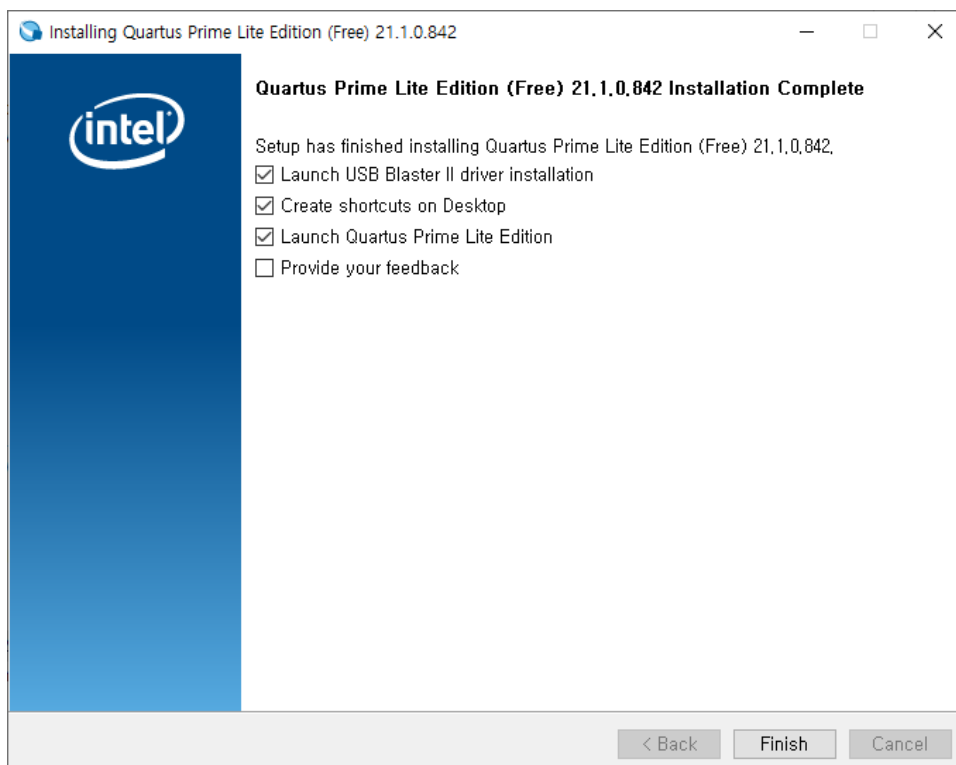 Installing Quartus Prime Lite Edition (Free) 21.1.0.842
intel
Quartus Prime Lite Edition (Free) 21.1.0.842 Installation Complete
Setup has finished installing Quartus Prime Lite Edition (Free) 21.1.0.842.
Launch USB Blaster II driver installation
Create shortcuts on Desktop
Launch Quartus Prime Lite Edition
Provide your feedback
< Back Finish Cancel